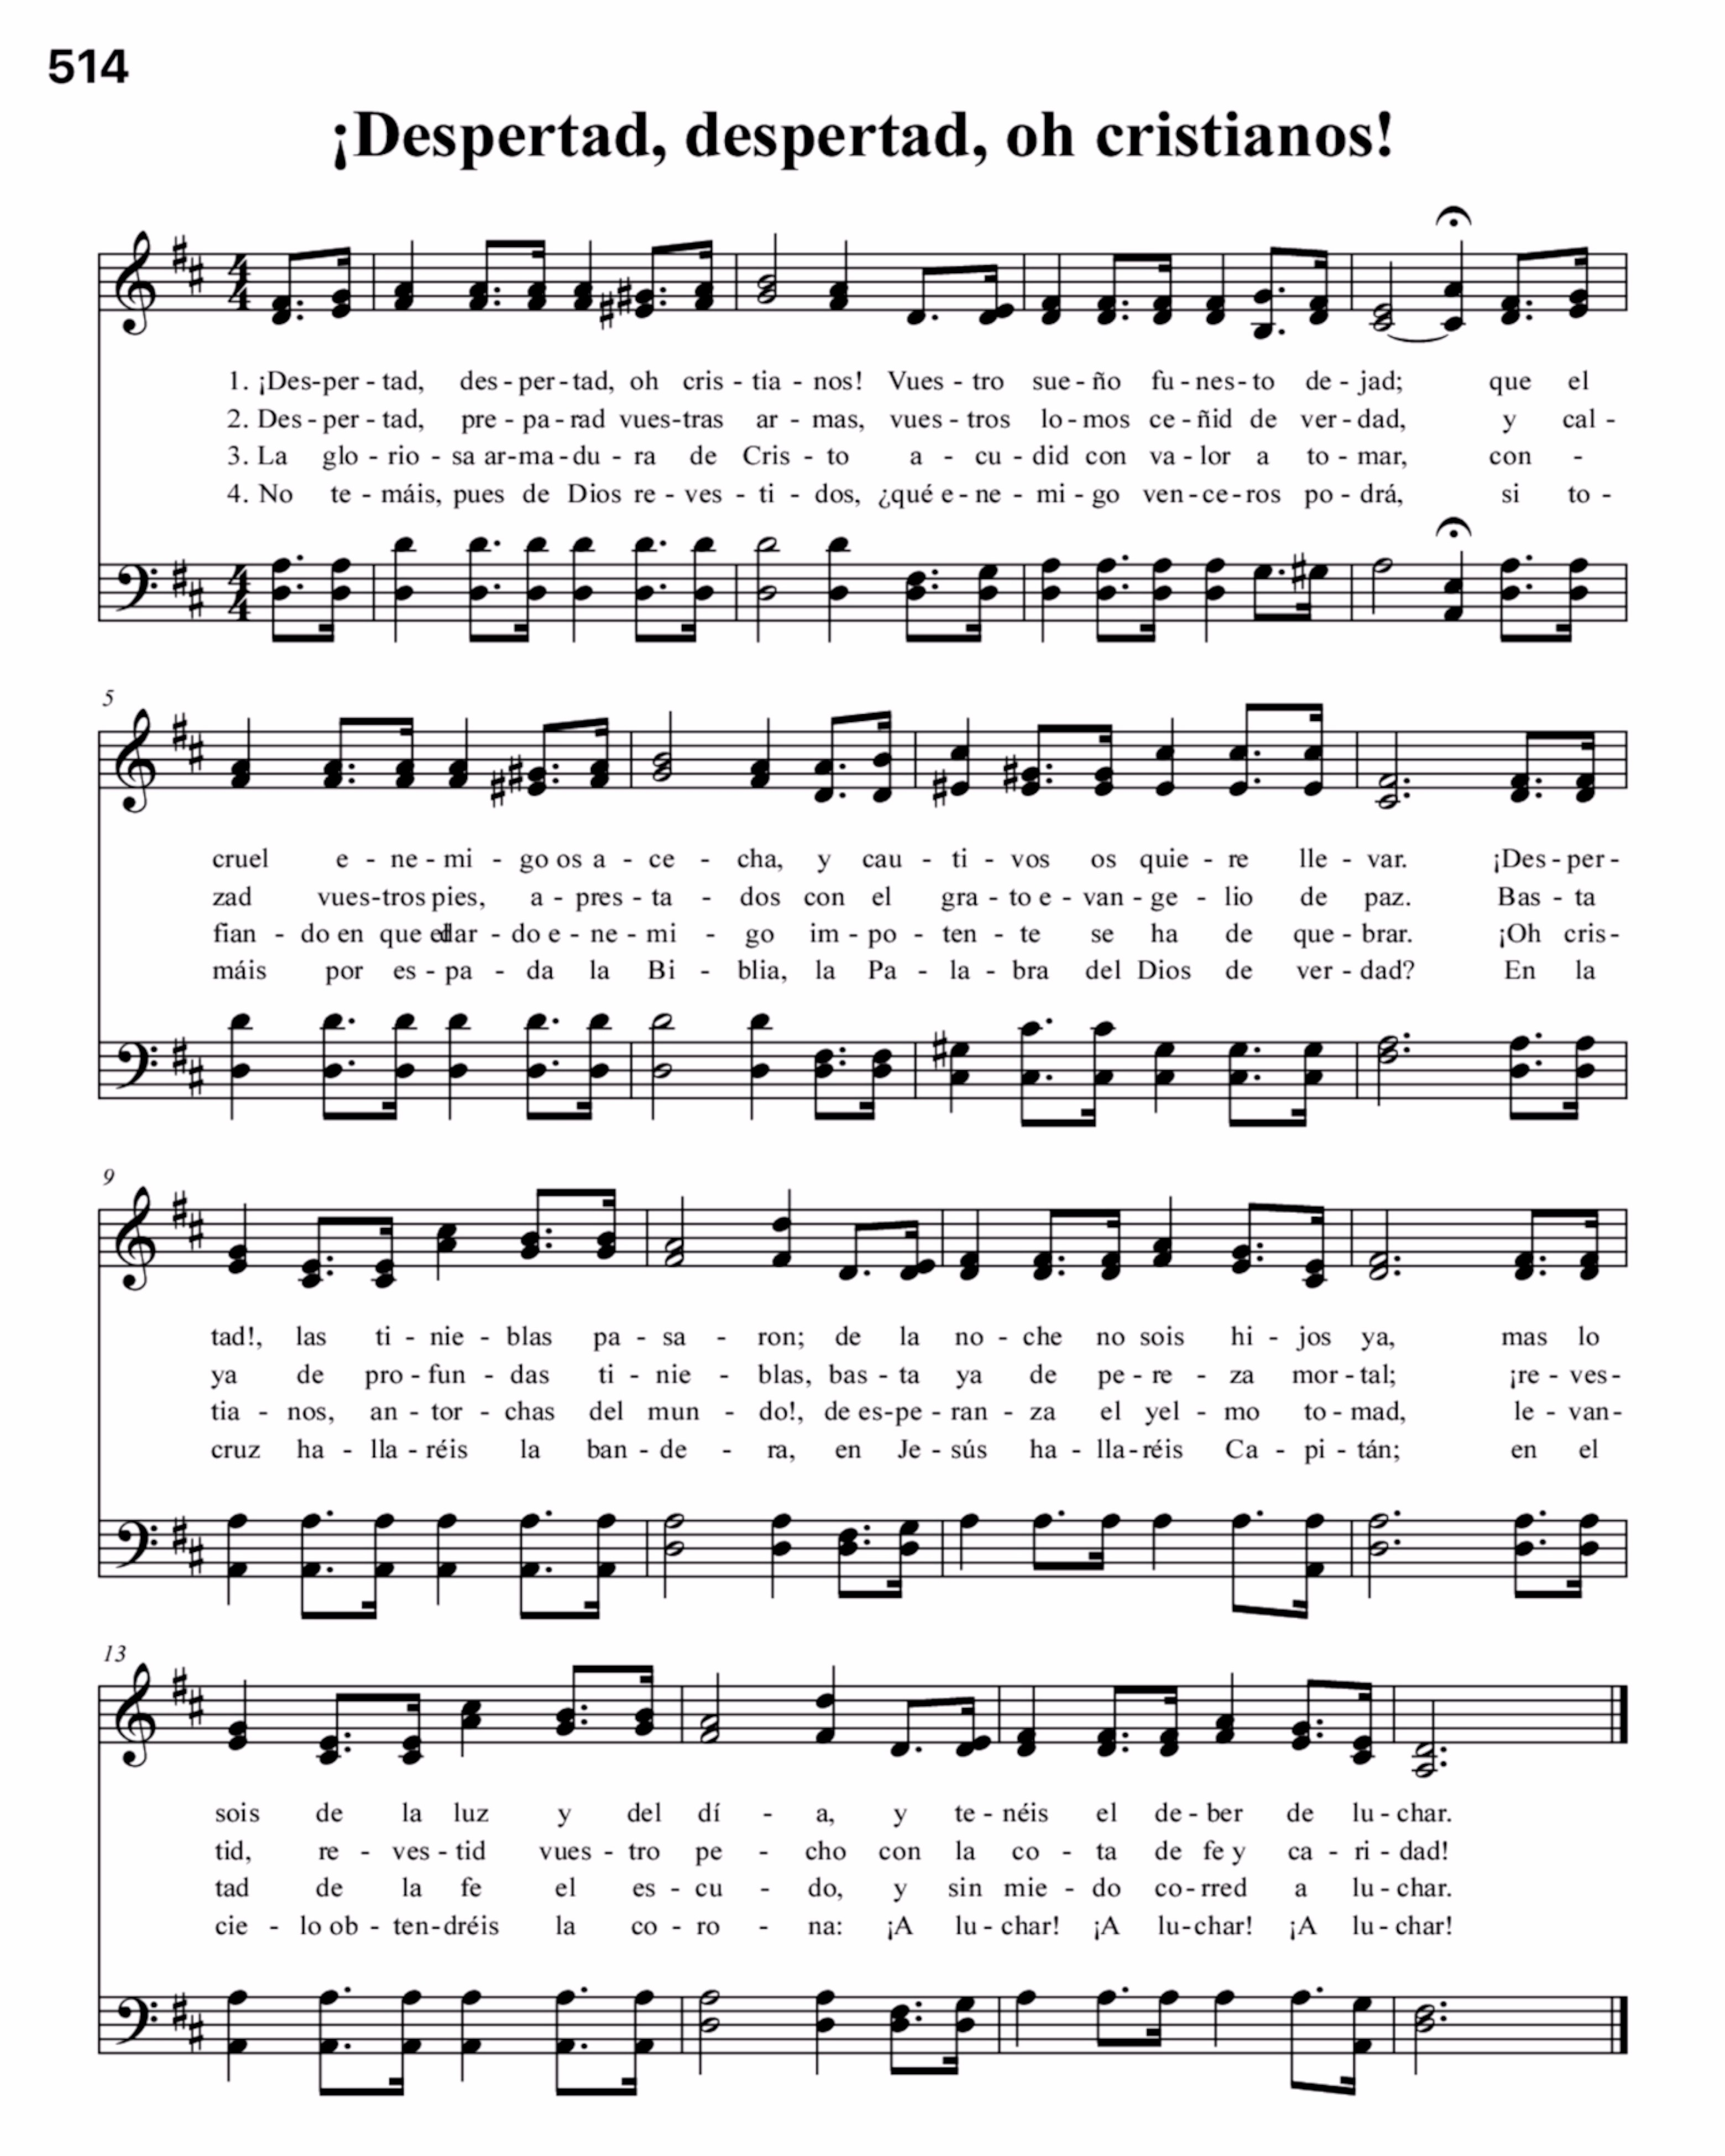 514
¡Despertad, despertad, oh cristianos!
1. ¡Des-per - tad, des - per - tad, oh cris - tia - nos! Vues - tro sue - ño fu - nes - to de - jad; que el
2. Des - per - tad, pre - pa - rad vues-tras ar - mas, vues - tros lo - mos ce - ñid de ver - dad, y cal -
3. La glo - rio - sa ar-ma - du - ra de Cris - to a - cu - did con va - lor a to - mar, con -
4. No te - máis, pues de Dios re - ves - ti - dos, ¿qué e - ne - mi - go ven - ce - ros po - drá, si to -
5
cruel e - ne - mi - go os a - ce - cha, y cau - ti - vos os quie - re lle - var. ¡Des - per -
zad vues-tros pies, a - pres - ta - dos con el gra - to e - van - ge - lio de paz. Bas - ta
fian - do en que el dar - do e - ne - mi - go im - po - ten - te se ha de que - brar. ¡Oh cris -
máis por es - pa - da la Bi - blia, la Pa - la - bra del Dios de ver - dad? En la
9
tad!, las ti - nie - blas pa - sa - ron; de la no - che no sois hi - jos ya, mas lo
ya de pro - fun - das ti - nie - blas, bas - ta ya de pe - re - za mor - tal; ¡re - ves -
tia - nos, an - tor - chas del mun - do!, de es-pe - ran - za el yel - mo to - mad, le - van -
cruz ha - lla - réis la ban - de - ra, en Je - sús ha - lla - réis Ca - pi - tán; en el
13
sois de la luz y del dí - a, y te - néis el de - ber de lu - char.
tid, re - ves - tid vues - tro pe - cho con la co - ta de fe y ca - ri - dad!
tad de la fe el es - cu - do, y sin mie - do co - rred a lu - char.
cie - lo ob - ten - dréis la co - ro - na: ¡A lu - char! ¡A lu - char! ¡A lu - char!